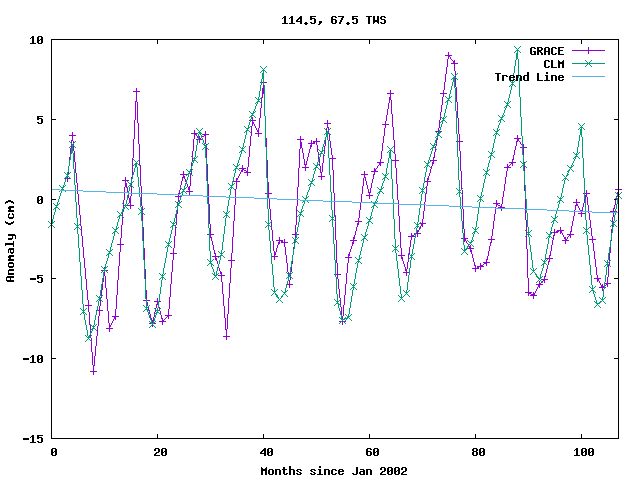 114.5, 67.5 TWS
GRACE
CLM
Trend Line
Anomaly (cm)
10
5
0
-5
-10
-15
0 20 40 60 80 100
Months since Jan 2002